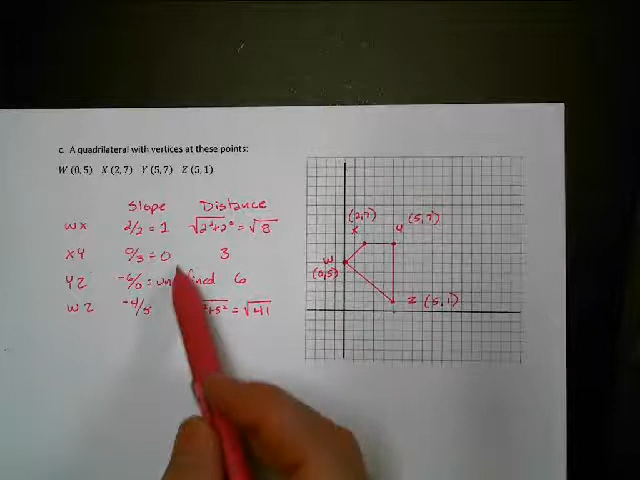 c. A quadrilateral with vertices at these points:
W (0, 5) X (2, 7) Y (5, 7) Z (5, 1)
Slope Distance
WX 2/2 = 1 √2²+2² = √8
XY 0/3 = 0 3
YZ -6/0 : 6
WZ -4/5 +5² = √41
(2,7) (5,7)
X Y
W
(0,5)
Z (5,1)